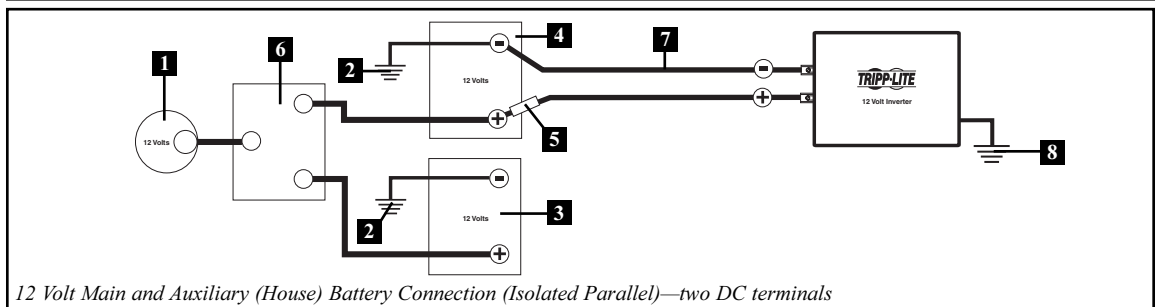 1
6
2
4
7
12 Volts
12 Volts
5
TRIPP·LITE
12 Volt Inverter
8
2
12 Volts
3
12 Volt Main and Auxiliary (House) Battery Connection (Isolated Parallel)—two DC terminals